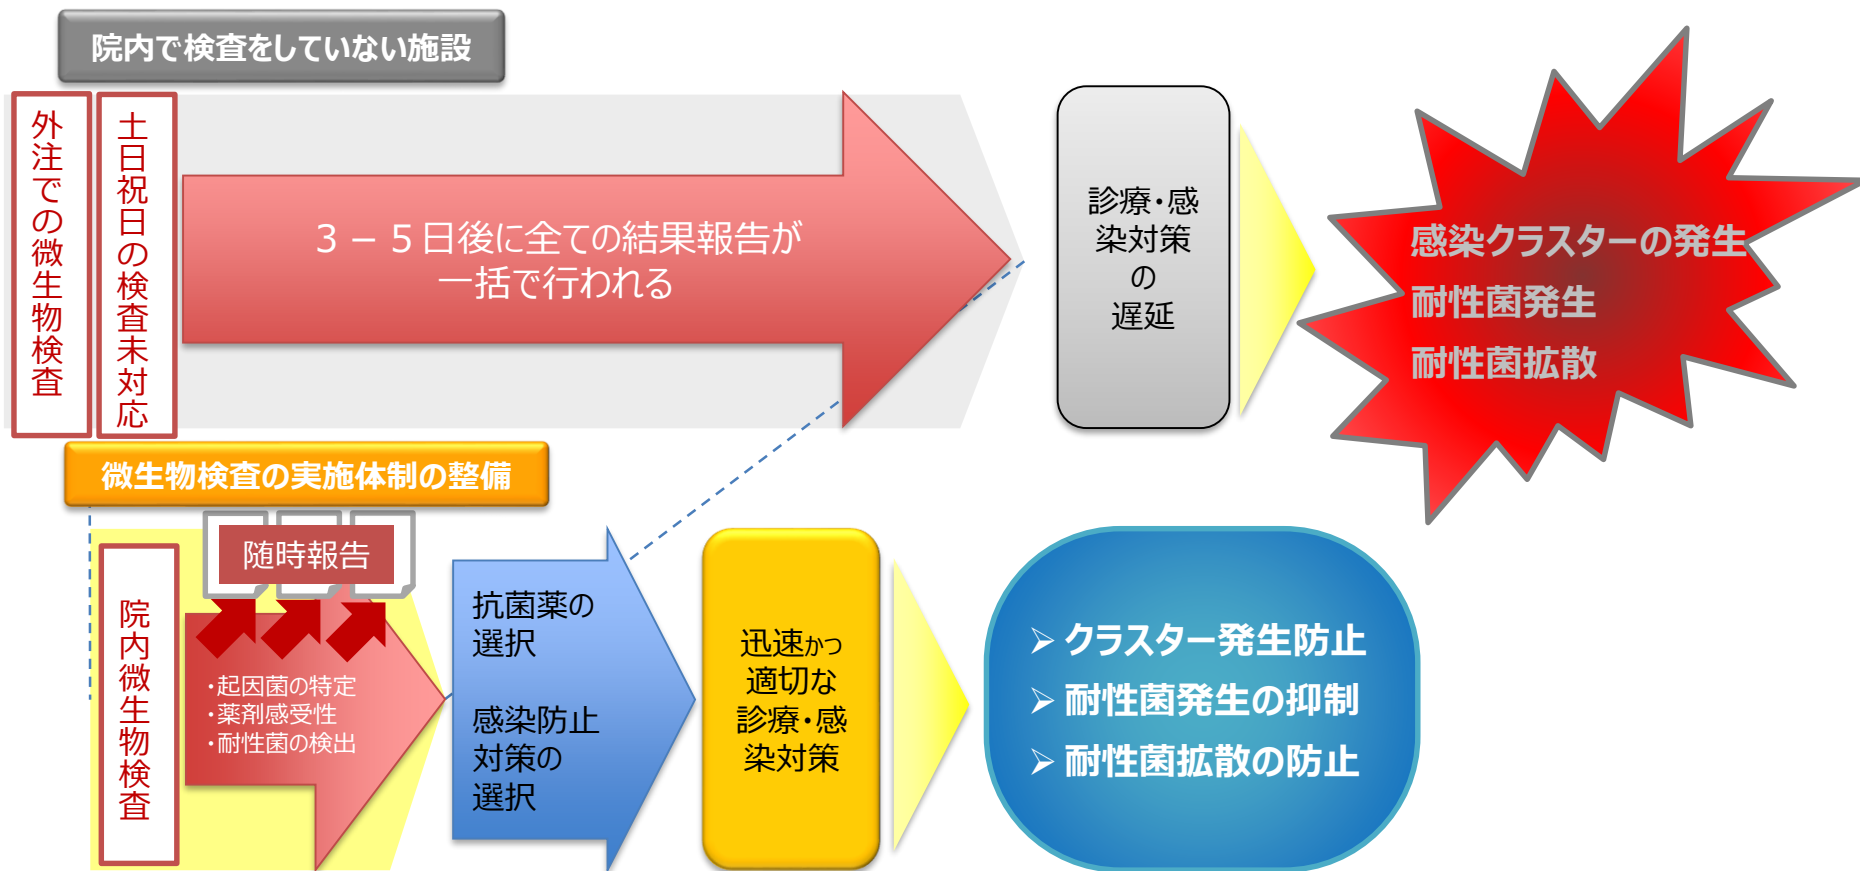 院内で検査をしていない施設
外注での微生物検査
土日祝日の検査未対応
３－５日後に全ての結果報告が
一括で行われる
診療・感
染対策
の
遅延
感染クラスターの発生
耐性菌発生
耐性菌拡散
微生物検査の実施体制の整備
院内微生物検査
随時報告
・起因菌の特定
・薬剤感受性
・耐性菌の検出
抗菌薬の
選択
感染防止
対策の
選択
迅速かつ
適切な
診療・感
染対策
➢ クラスター発生防止
➢ 耐性菌発生の抑制
➢ 耐性菌拡散の防止